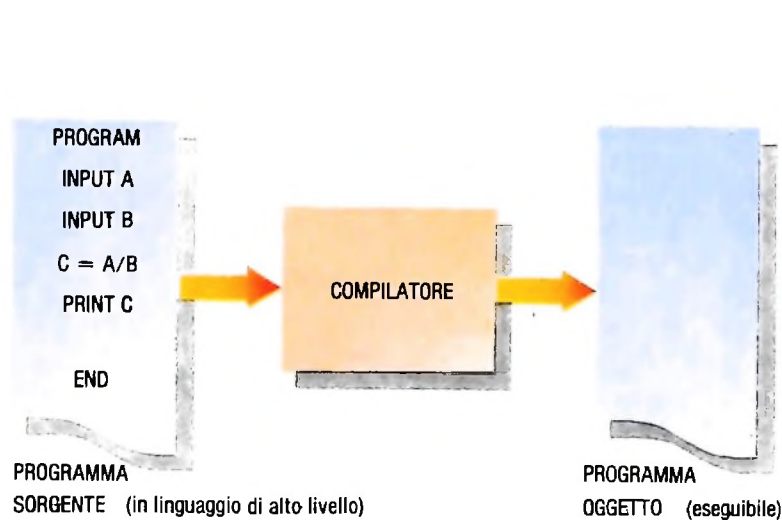 PROGRAM
INPUT A
INPUT B
C = A/B
PRINT C
END
COMPILATORE
PROGRAMMA
SORGENTE (in linguaggio di alto livello)
PROGRAMMA
OGGETTO (eseguibile)